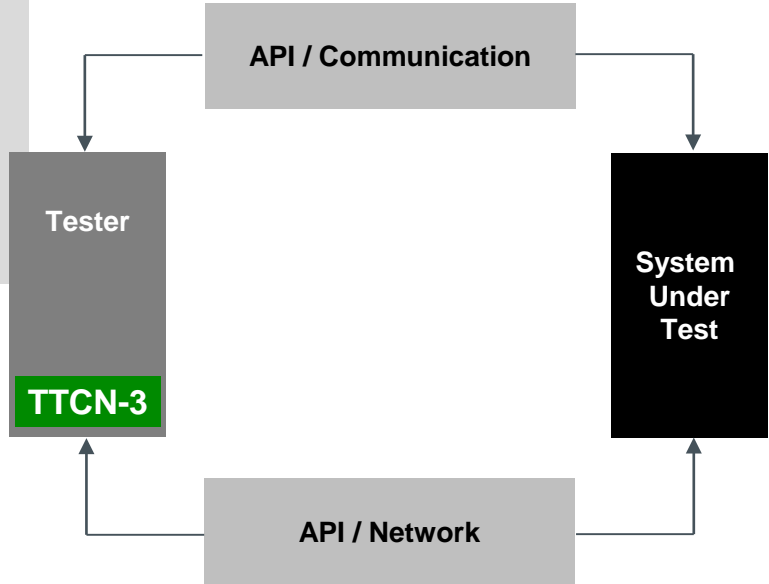 API / Communication
Tester
System
Under
Test
TTCN-3
API / Network